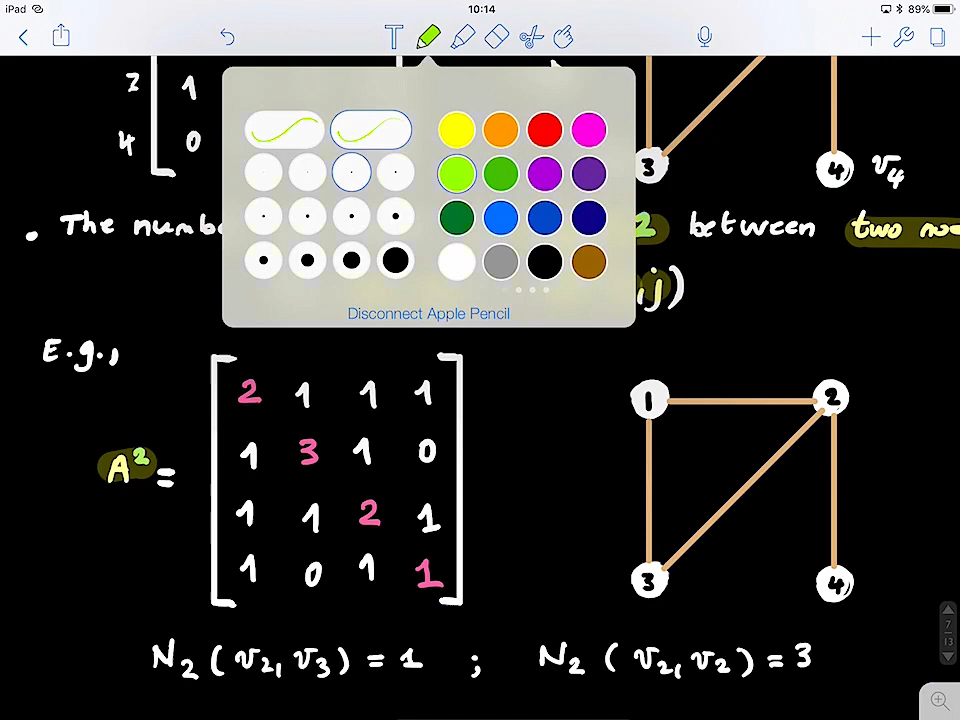 iPad 10:14 89%
T
3 1
4 0 3 4 v₄
• The numb 2 between two no
,j)
Disconnect Apple Pencil
E.g.,
2 1 1 1 1 2
1 3 1 0
A² =
1 1 2 1
1 0 1 1 3 4
7
13
N₂ (v₂, v₃) = 1 ; N₂ (v₂, v₂) = 3